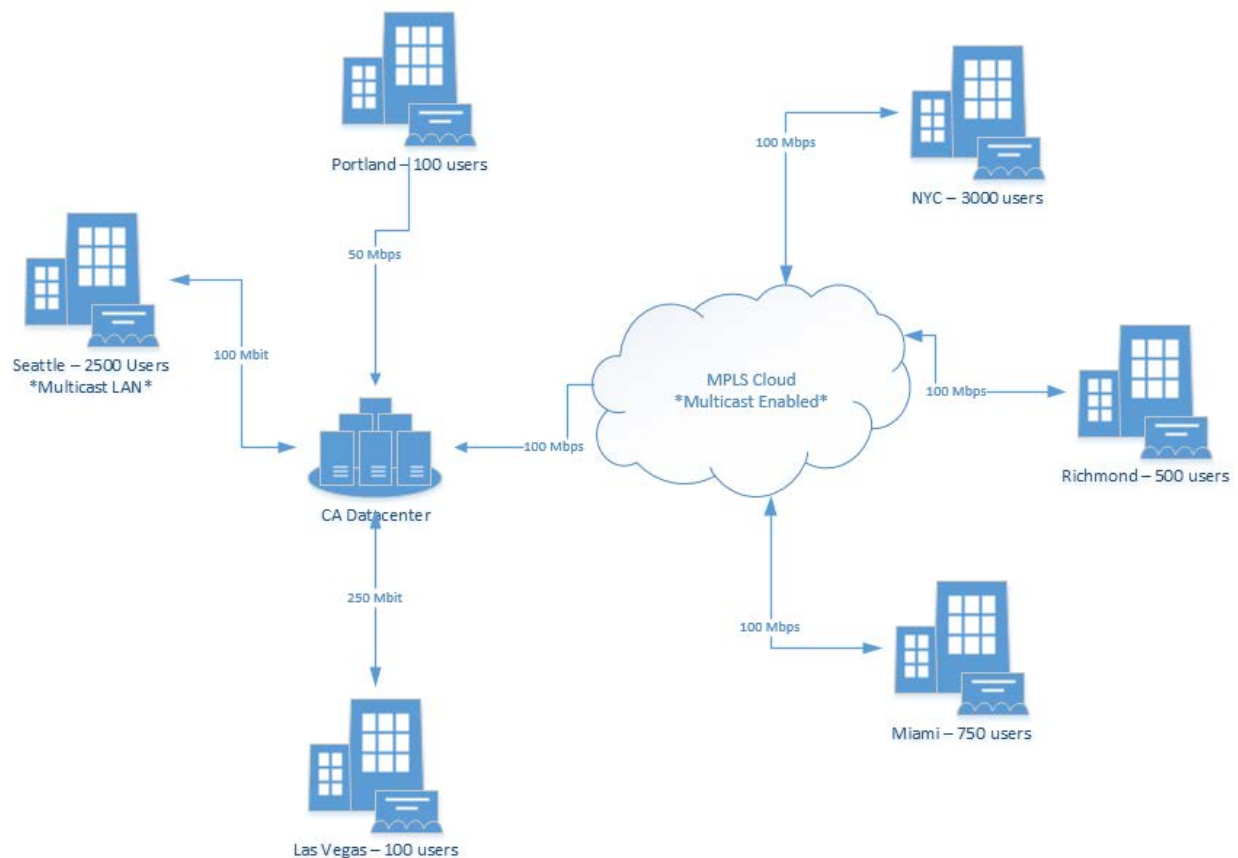 Portland – 100 users
NYC – 3000 users
100 Mbps
50 Mbps
Seattle – 2500 Users
*Multicast LAN*
100 Mbit
MPLS Cloud
*Multicast Enabled*
100 Mbps
Richmond – 500 users
100 Mbps
CA Datacenter
250 Mbit
100 Mbps
Miami – 750 users
Las Vegas – 100 users